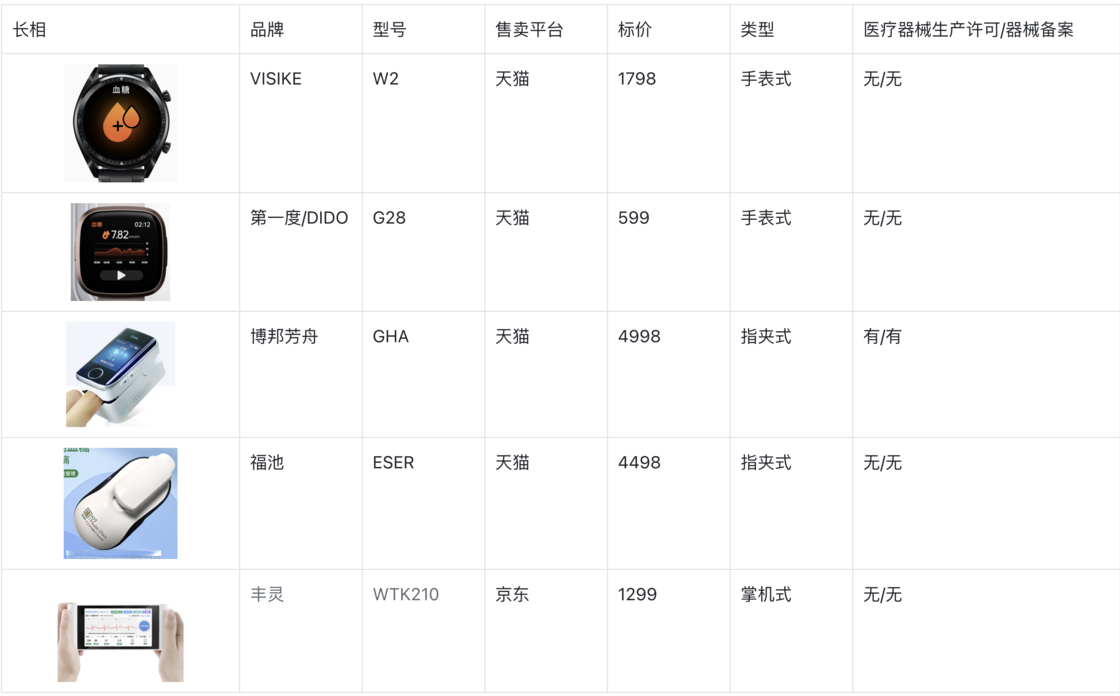 长相 品牌 型号 售卖平台 标价 类型 医疗器械生产许可/器械备案
血糖
VISIKE W2 天猫 1798 手表式 无/无
血糖 02:12
7.82
第一度/DIDO G28 天猫 599 手表式 无/无
博邦芳舟 GHA 天猫 4998 指夹式 有/有
福池 ESER 天猫 4498 指夹式 无/无
丰灵 WTK210 京东 1299 掌机式 无/无